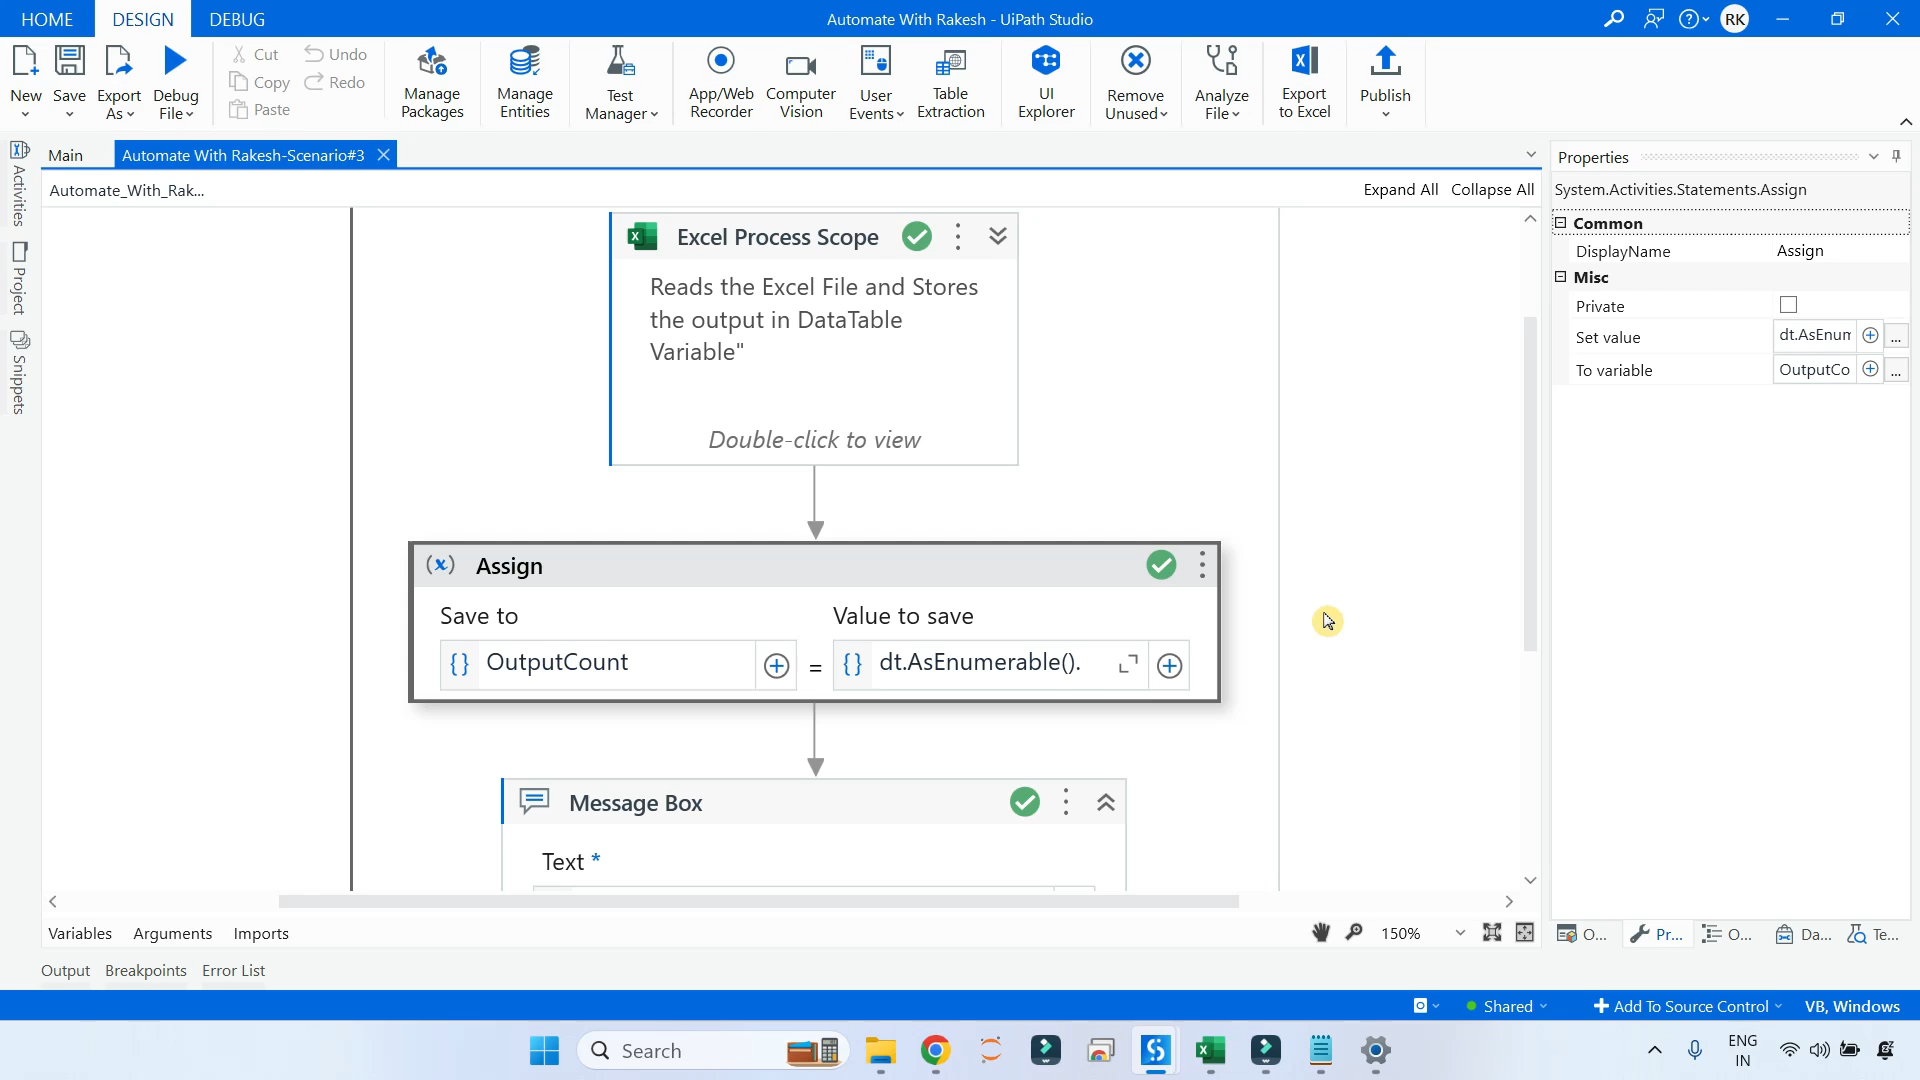 HOME DESIGN DEBUG
Automate With Rakesh - UiPath Studio
RK
New
Save
Export
As
Debug
File
Cut
Undo
Copy
Redo
Paste
Manage
Packages
Manage
Entities
Test
Manager
App/Web
Recorder
Computer
Vision
User
Events
Table
Extraction
UI
Explorer
Remove
Unused
Analyze
File
Export
to Excel
Publish
Activities
Project
Snippets
Main
Automate With Rakesh-Scenario#3
Automate_With_Rak...
Expand All Collapse All
Excel Process Scope
Reads the Excel File and Stores
the output in DataTable
Variable"
Double-click to view
(x) Assign
Save to
Value to save
{} OutputCount
=
{} dt.AsEnumerable().
Message Box
Text *
Variables Arguments Imports
150%
Output Breakpoints Error List
Properties
System.Activities.Statements.Assign
Common
DisplayName Assign
Misc
Private
Set value dt.AsEnum ...
To variable OutputCo ...
O... Pr... O... Da... Te...
Shared
Add To Source Control
VB, Windows
Search
ENG
IN